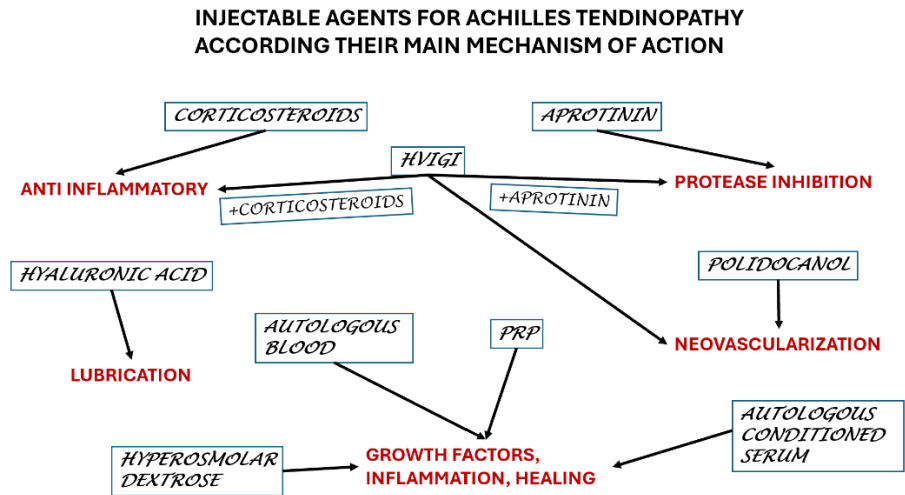 INJECTABLE AGENTS FOR ACHILLES TENDINOPATHY
ACCORDING THEIR MAIN MECHANISM OF ACTION
CORTICOSTEROIDS
APROTININ
HVIGI
ANTI INFLAMMATORY
PROTEASE INHIBITION
+CORTICOSTEROIDS
+APROTININ
HYALURONIC ACID
POLIDOCANOL
AUTOLOGOUS
BLOOD
PRP
NEOVASCULARIZATION
LUBRICATION
AUTOLOGOUS
CONDITIONED
SERUM
HYPEROSMOLAR
DEXTROSE
GROWTH FACTORS,
INFLAMMATION, HEALING